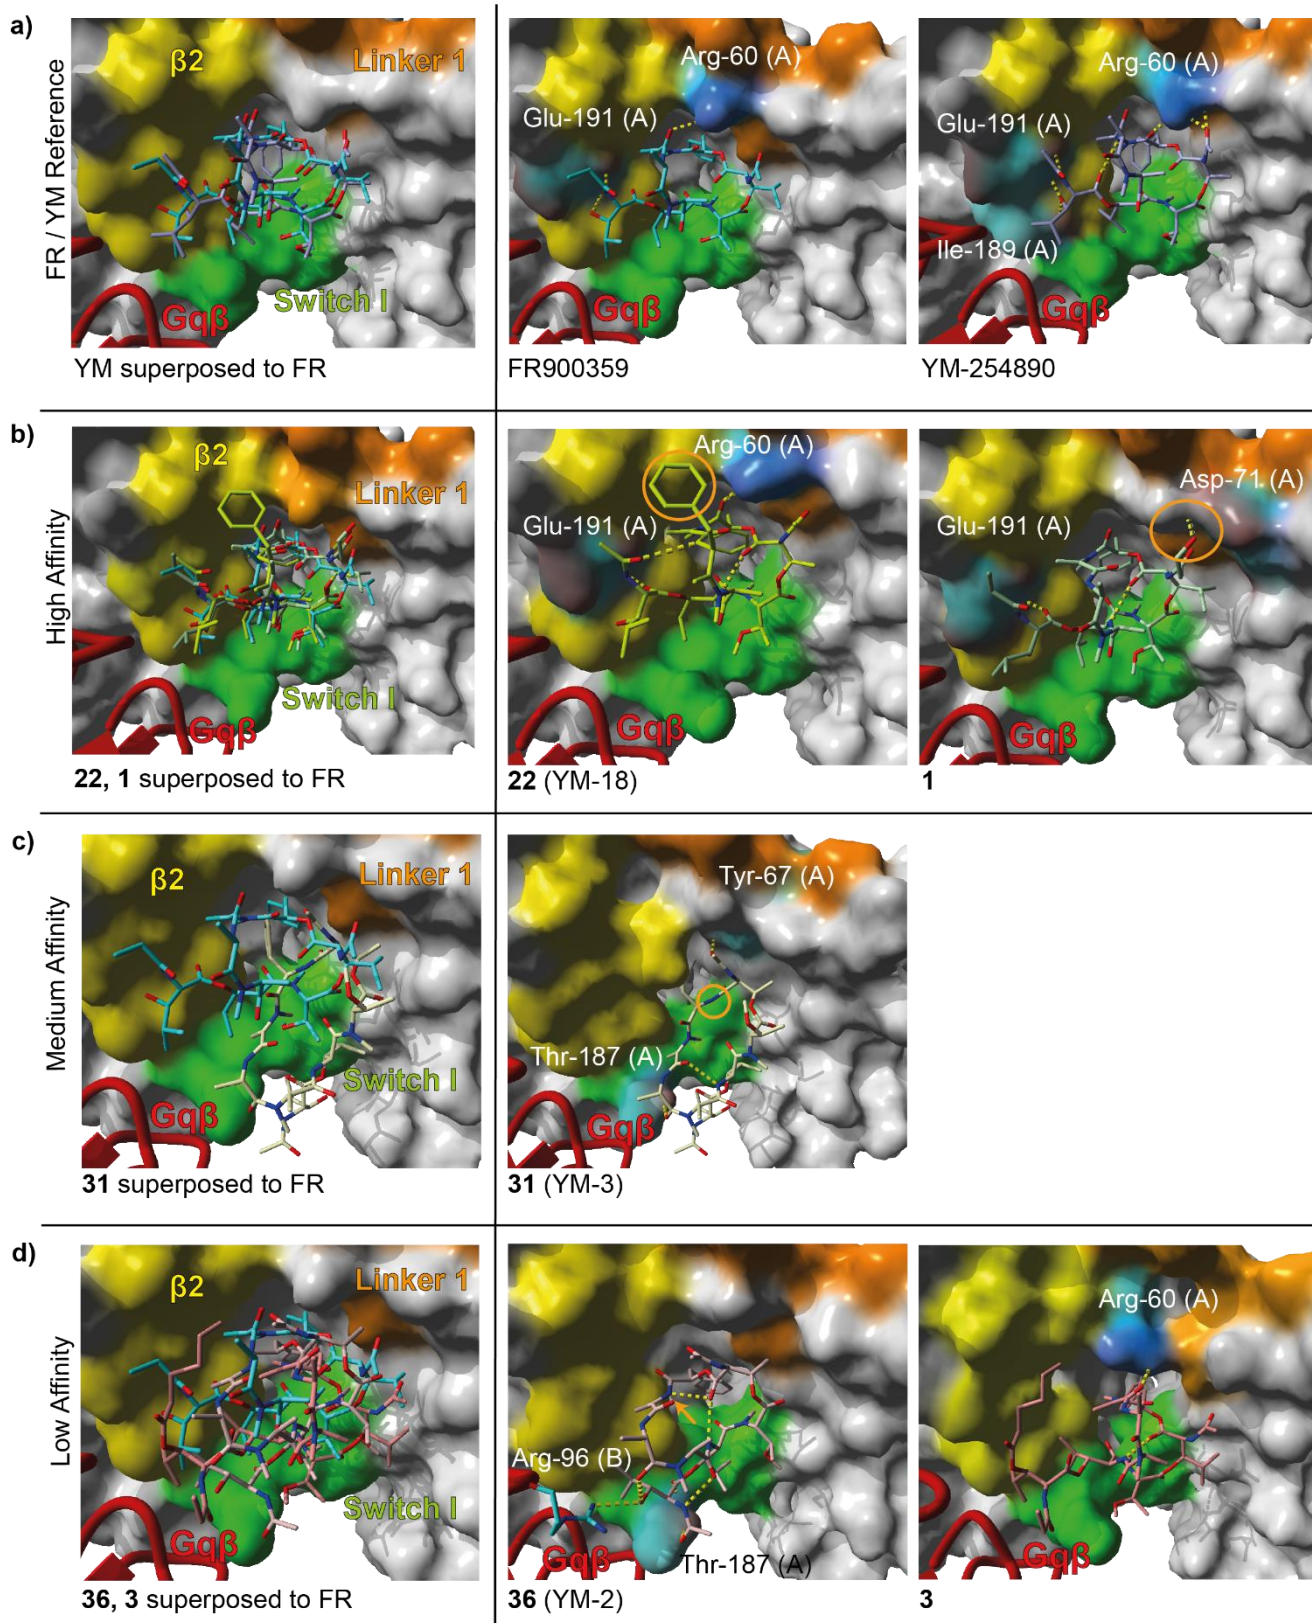 a)
FR / YM Reference
β2
Linker 1
Gqβ
Switch I
YM superposed to FR
Arg-60 (A)
Glu-191 (A)
Gqβ
FR900359
Arg-60 (A)
Glu-191 (A)
Ile-189 (A)
Gqβ
YM-254890
b)
High Affinity
β2
Linker 1
Switch I
Gqβ
22, 1 superposed to FR
Arg-60 (A)
Glu-191 (A)
Gqβ
22 (YM-18)
Asp-71 (A)
Glu-191 (A)
Gqβ
1
c)
Medium Affinity
β2
Linker 1
Switch I
Gqβ
31 superposed to FR
Tyr-67 (A)
Thr-187 (A)
Gqβ
31 (YM-3)
d)
Low Affinity
β2
Linker 1
Switch I
Gqβ
36, 3 superposed to FR
Arg-96 (B)
Gqβ
Thr-187 (A)
36 (YM-2)
Arg-60 (A)
Gqβ
3